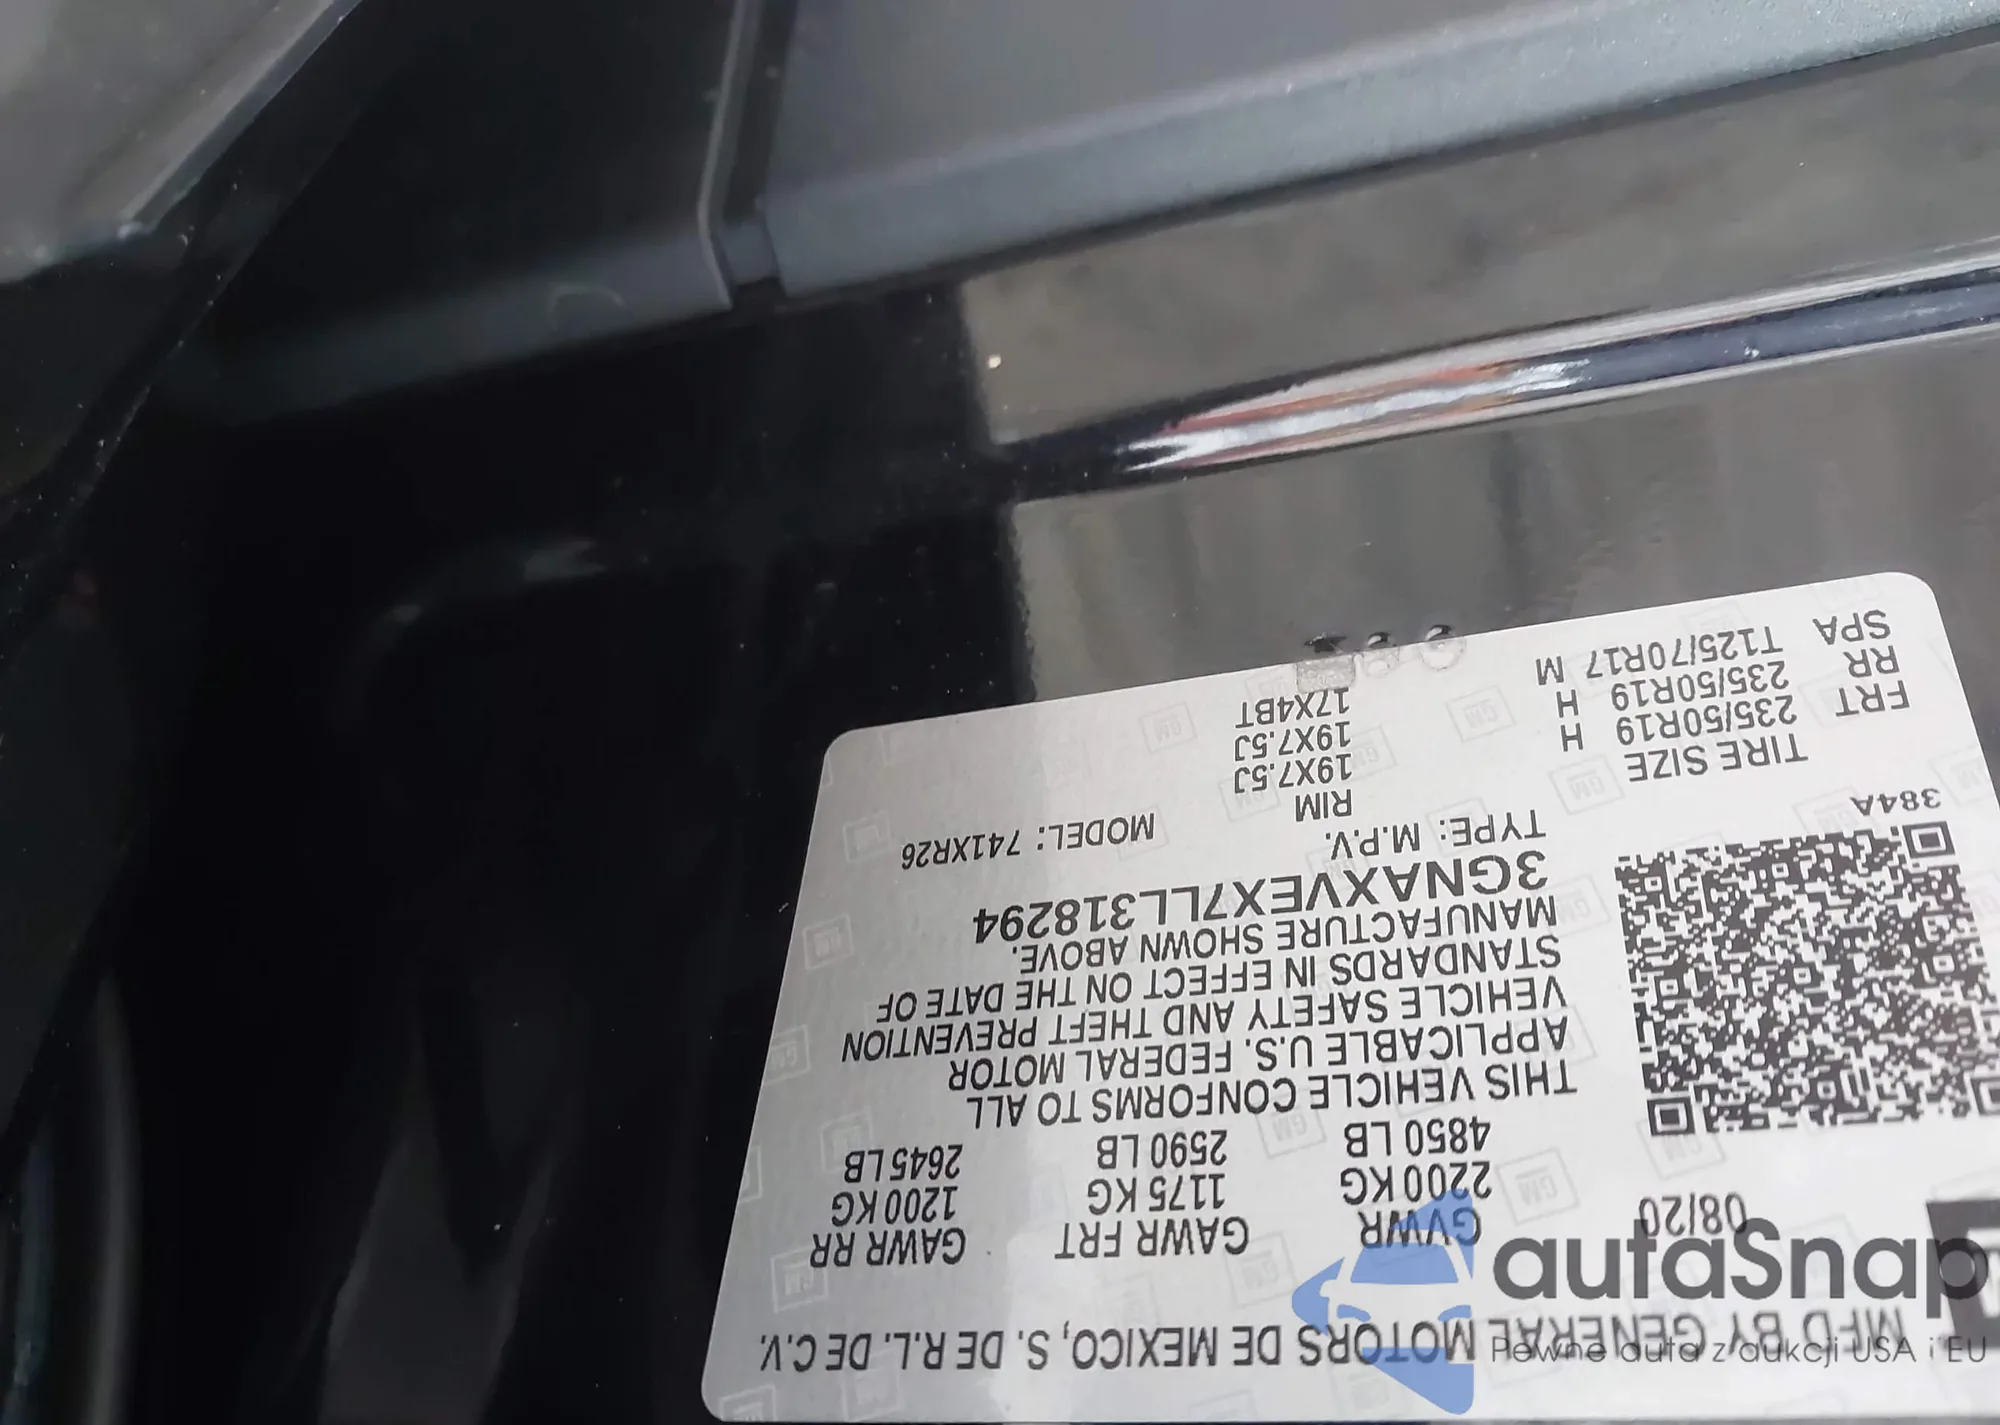 MFD BY GENERAL MOTORS DE MEXICO, S. DE R.L. DE C.V.
08/20
GVWR GAWR FRT GAWR RR
2200 KG 1175 KG 1200 KG
4850 LB 2590 LB 2645 LB
THIS VEHICLE CONFORMS TO ALL
APPLICABLE U.S. FEDERAL MOTOR
VEHICLE SAFETY AND THEFT PREVENTION
STANDARDS IN EFFECT ON THE DATE OF
MANUFACTURE SHOWN ABOVE.
3GNAXVEX7LL318294
TYPE: M.P.V. MODEL: 741XR26
384A
TIRE SIZE RIM
FRT 235/50R19 H 19X7.5J
RR 235/50R19 H 19X7.5J
SPA T125/70R17 M 17X4BT
autaSnap
Pewne auta z aukcji USA i EU